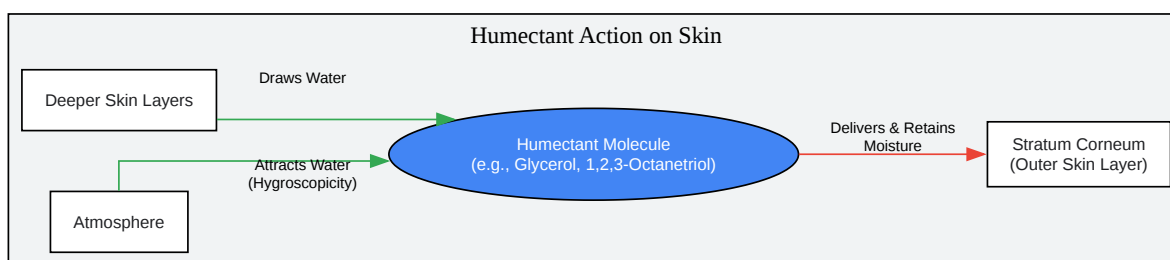 Humectant Action on Skin
Draws Water
Deeper Skin Layers
Humectant Molecule
(e.g., Glycerol, 1,2,3-Octanetriol)
Delivers & Retains
Moisture
Stratum Corneum
(Outer Skin Layer)
Attracts Water
(Hygroscopicity)
Atmosphere